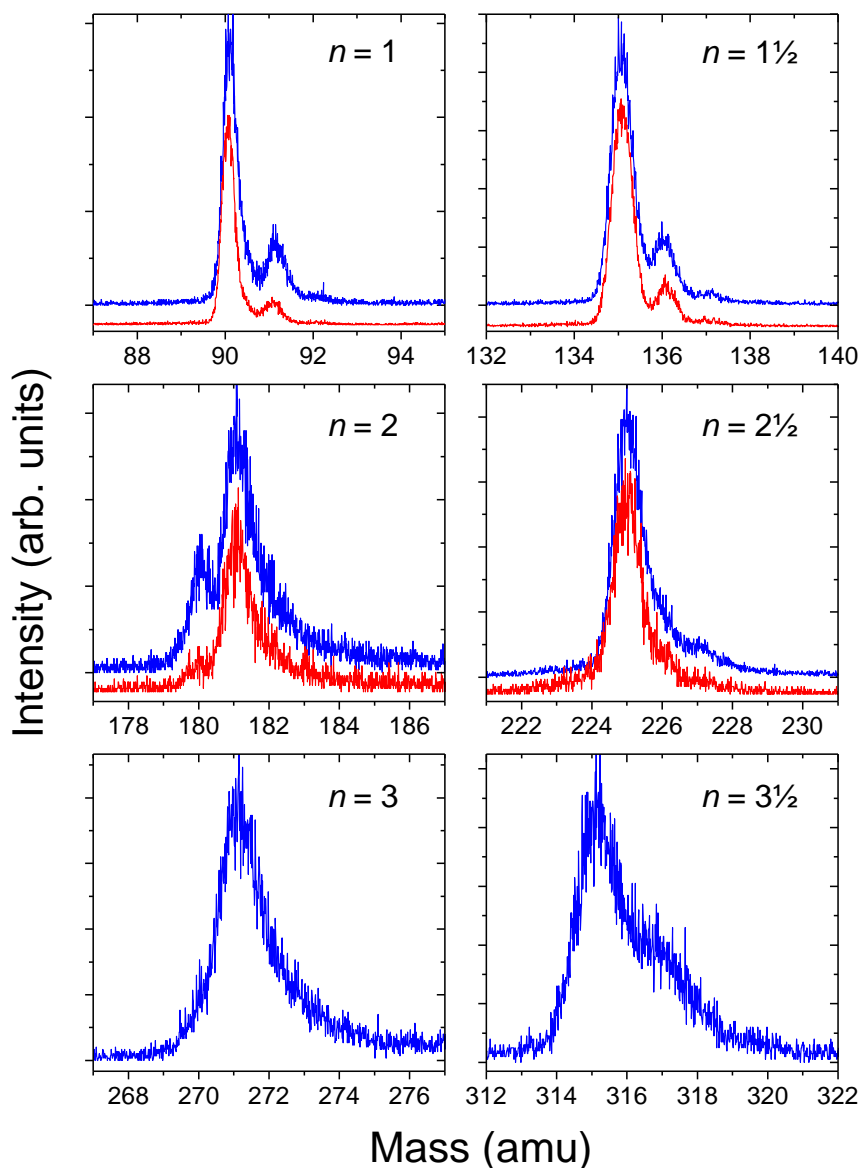 n = 1
n = 1½
88 90 92 94
132 134 136 138 140
n = 2
n = 2½
178 180 182 184 186
222 224 226 228 230
n = 3
n = 3½
268 270 272 274 276
312 314 316 318 320 322
Intensity (arb. units)
Mass (amu)